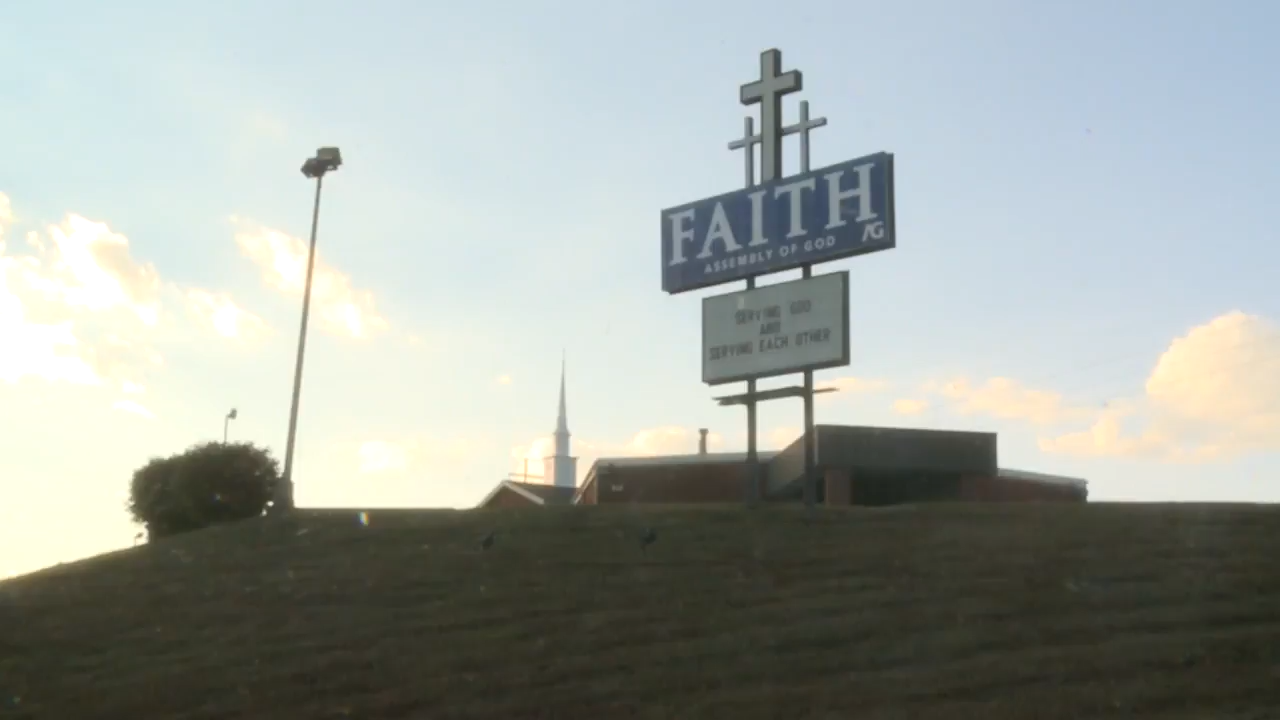 FAITH
ASSEMBLY OF GOD
AG
SERVING GOD
AND
SERVING EACH OTHER